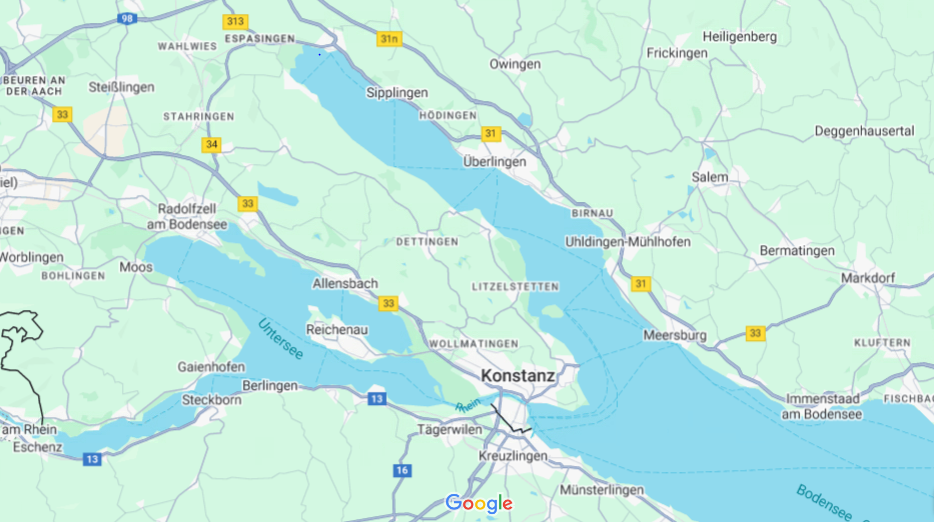 98
313
ESPASINGEN
31n
WAHLWIES
Heiligenberg
Frickingen
Owingen
BEUREN AN
DER AACH
Steißlingen
Sipplingen
HÖDINGEN
STAHRINGEN
33
34
31
Deggenhausertal
Überlingen
Salem
iel)
33
Radolfzell
am Bodensee
BIRNAU
NGEN
DETTINGEN
Uhldingen-Mühlhofen
Bermatingen
Worblingen
Moos
BOHLINGEN
Allensbach
LITZELSTETTEN
31
Markdorf
33
Untersee
Reichenau
WOLLMATINGEN
Meersburg
33
KLUFTERN
Gaienhofen
Konstanz
Berlingen
Steckborn
13
Rhein
Immenstaad
am Bodensee
FISCHBAC
am Rhein
Eschenz
13
Tägerwilen
Kreuzlingen
16
Münsterlingen
Bodensee
Google